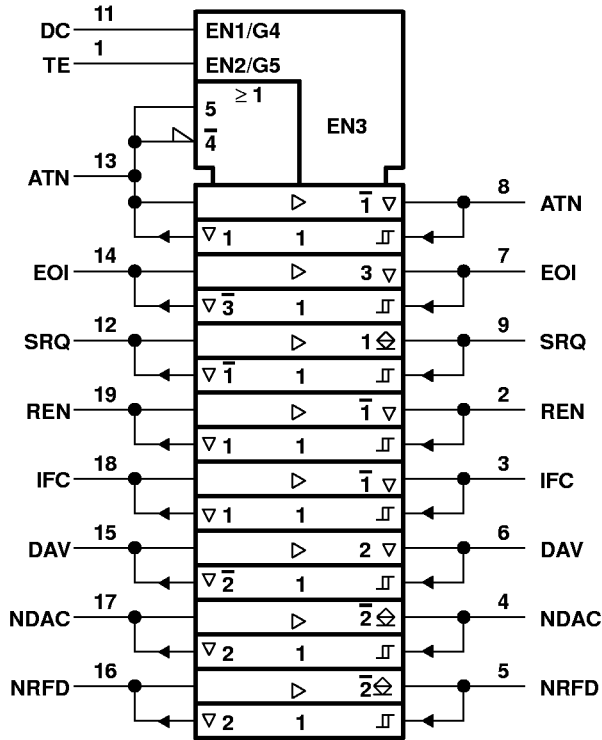 DC 11 EN1/G4
TE 1 EN2/G5
≥ 1
5
EN3
4̅
ATN 13
▷ 1̅ ▽ 8 ATN
▽ 1 1
EOI 14 ▷ 3 ▽ 7 EOI
▽ 3̅ 1
SRQ 12 ▷ 1 9 SRQ
▽ 1̅ 1
REN 19 ▷ 1̅ ▽ 2 REN
▽ 1 1
IFC 18 ▷ 1̅ ▽ 3 IFC
▽ 1 1
DAV 15 ▷ 2 ▽ 6 DAV
▽ 2̅ 1
NDAC 17 ▷ 2̅ 4 NDAC
▽ 2 1
NRFD 16 ▷ 2̅ 5 NRFD
▽ 2 1